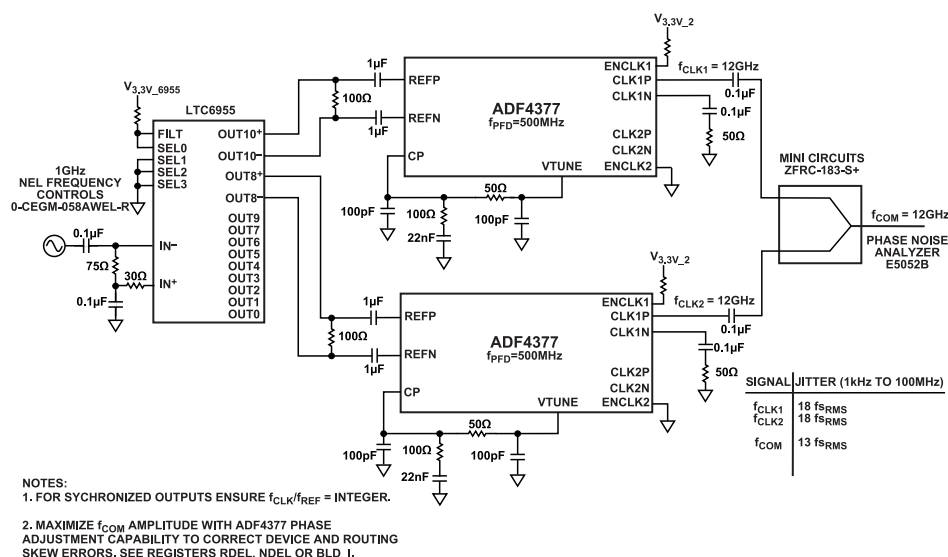 V3.3V_2
1µF
REFP
ENCLK1
fCLK1 = 12GHz
CLK1P
0.1µF
V3.3V_6955
LTC6955
100Ω
ADF4377
fPFD=500MHz
CLK1N
0.1µF
50Ω
FILT
SEL0
SEL1
SEL2
SEL3
OUT10+
OUT10–
OUT8+
OUT8–
REFN
1µF
CLK2P
CLK2N
CP
VTUNE
ENCLK2
1GHz
NEL FREQUENCY
CONTROLS
0-CEGM-058AWEL-R
50Ω
100pF
100Ω
22nF
100pF
MINI CIRCUITS
ZFRC-183-S+
fCOM = 12GHz
PHASE NOISE
ANALYZER
E5052B
OUT9
OUT7
OUT6
OUT5
OUT4
OUT3
OUT2
OUT1
OUT0
0.1µF
IN–
75Ω
30Ω
IN+
0.1µF
V3.3V_2
1µF
REFP
ENCLK1
fCLK2 = 12GHz
CLK1P
0.1µF
100Ω
ADF4377
fPFD=500MHz
CLK1N
0.1µF
50Ω
REFN
1µF
CLK2P
CLK2N
CP
VTUNE
ENCLK2
50Ω
100pF
100Ω
22nF
100pF
SIGNAL JITTER (1kHz TO 100MHz)
fCLK1 18 fsRMS
fCLK2 18 fsRMS
fCOM 13 fsRMS
NOTES:
1. FOR SYCHRONIZED OUTPUTS ENSURE fCLK/fREF = INTEGER.
2. MAXIMIZE fCOM AMPLITUDE WITH ADF4377 PHASE
ADJUSTMENT CAPABILITY TO CORRECT DEVICE AND ROUTING
SKEW ERRORS. SEE REGISTERS RDEL, NDEL OR BLD_I.